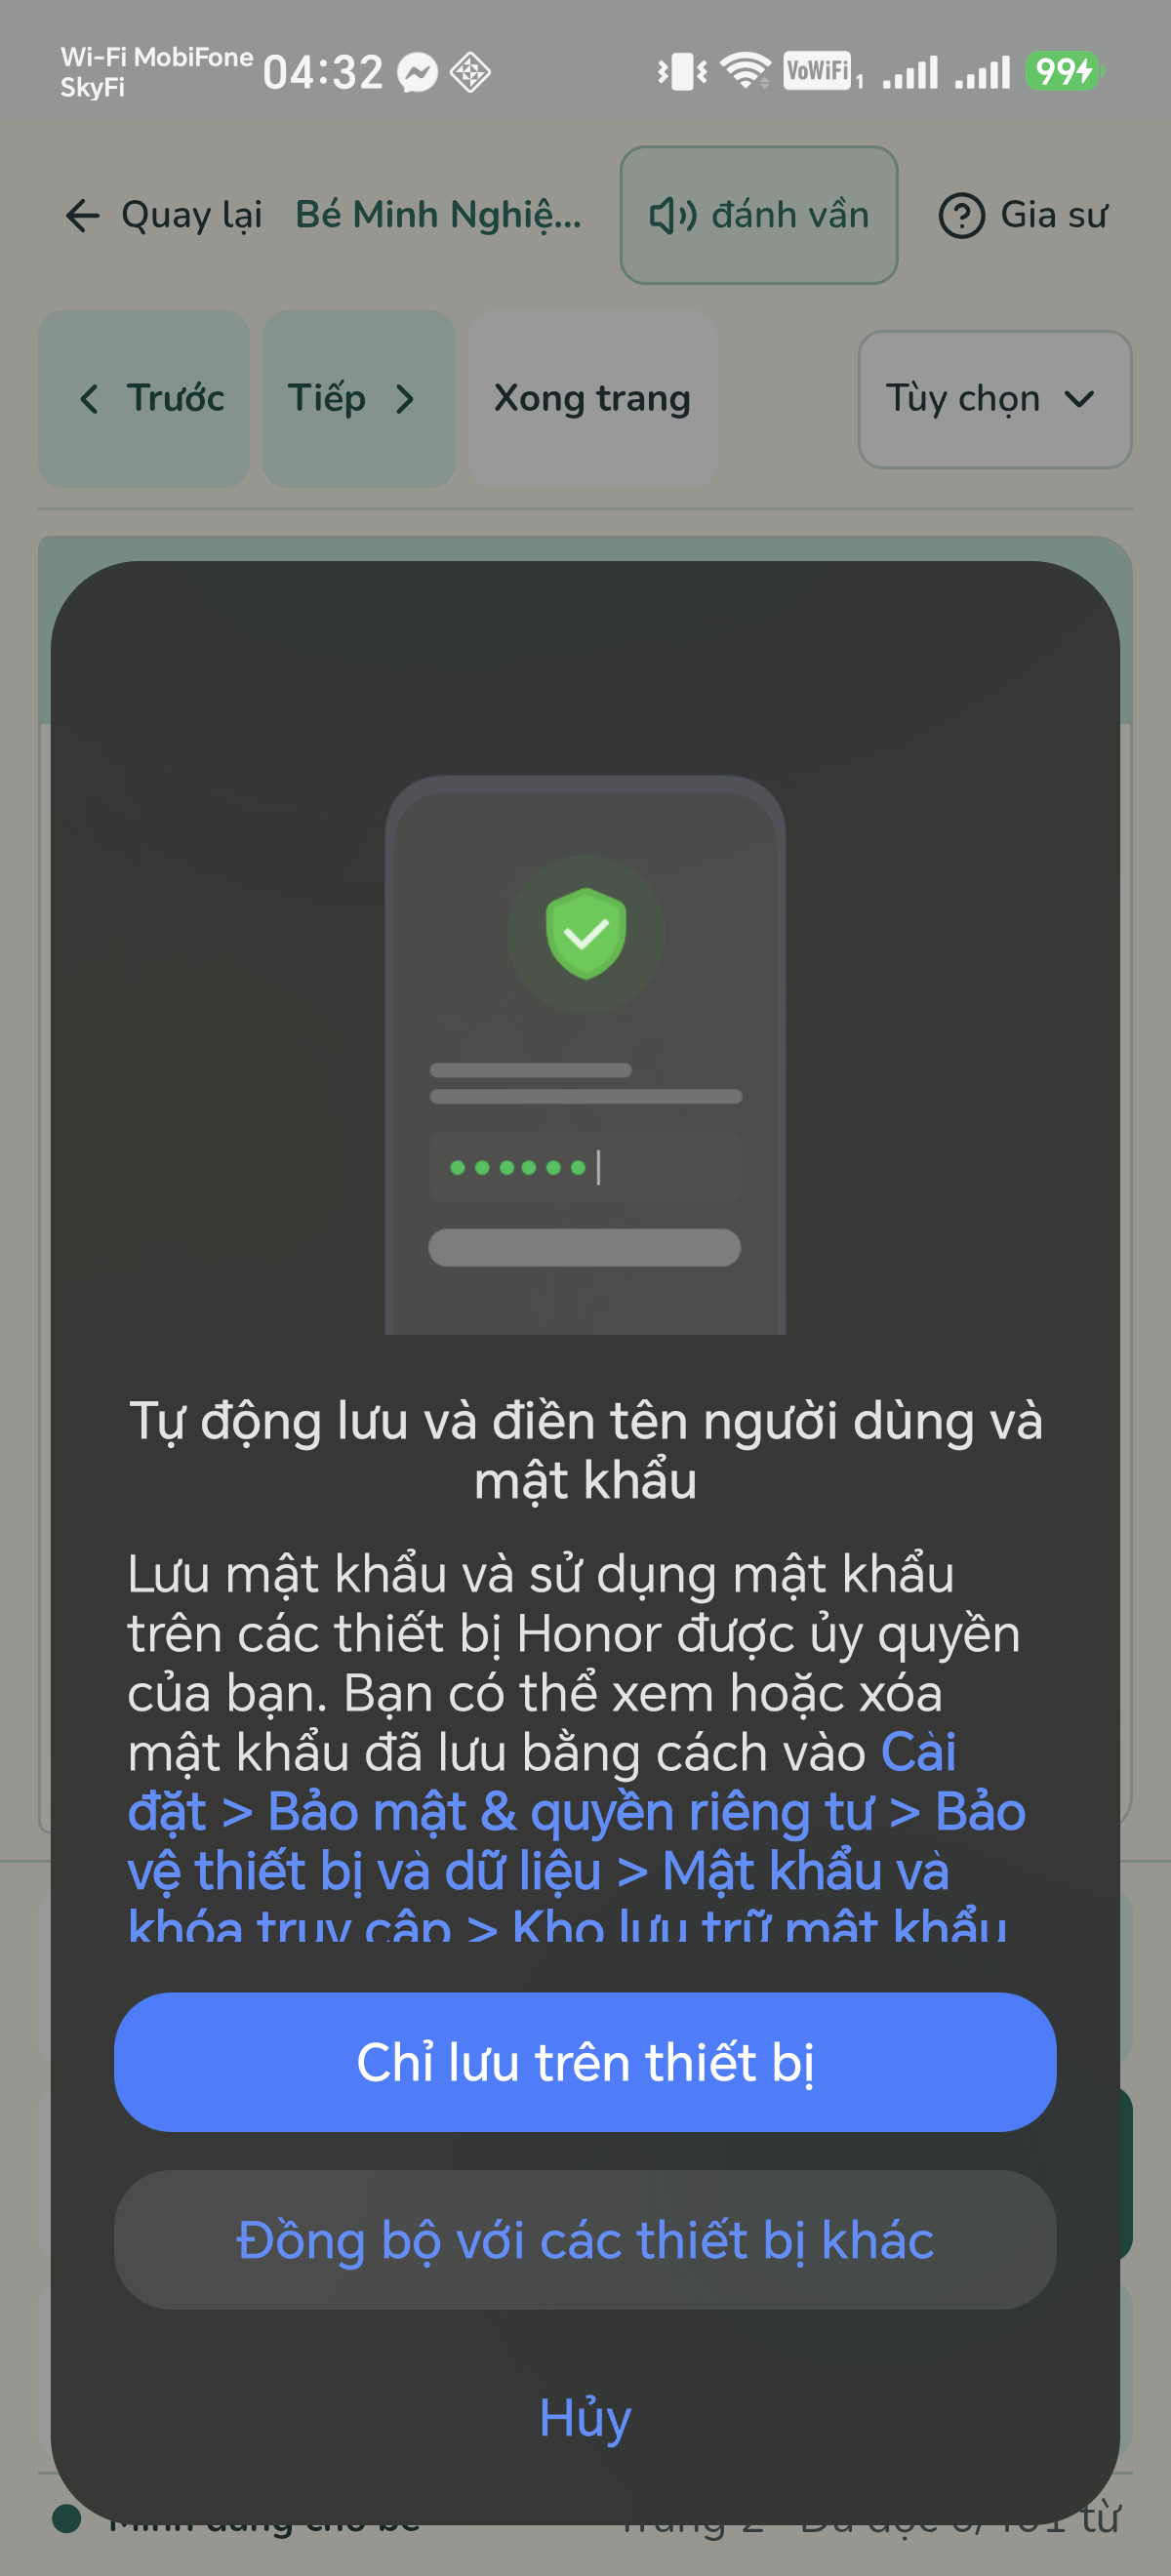 Wi-Fi MobiFone
SkyFi
04:32
VoWiFi 1
99
Quay lại
Bé Minh Nghiệ...
đánh vần
Gia sư
Trước
Tiếp
Xong trang
Tùy chọn
Tự động lưu và điền tên người dùng và
mật khẩu
Lưu mật khẩu và sử dụng mật khẩu
trên các thiết bị Honor được ủy quyền
của bạn. Bạn có thể xem hoặc xóa
mật khẩu đã lưu bằng cách vào Cài
đặt > Bảo mật & quyền riêng tư > Bảo
vệ thiết bị và dữ liệu > Mật khẩu và
khóa truy cập > Kho lưu trữ mật khẩu
Chỉ lưu trên thiết bị
Đồng bộ với các thiết bị khác
Hủy
từ